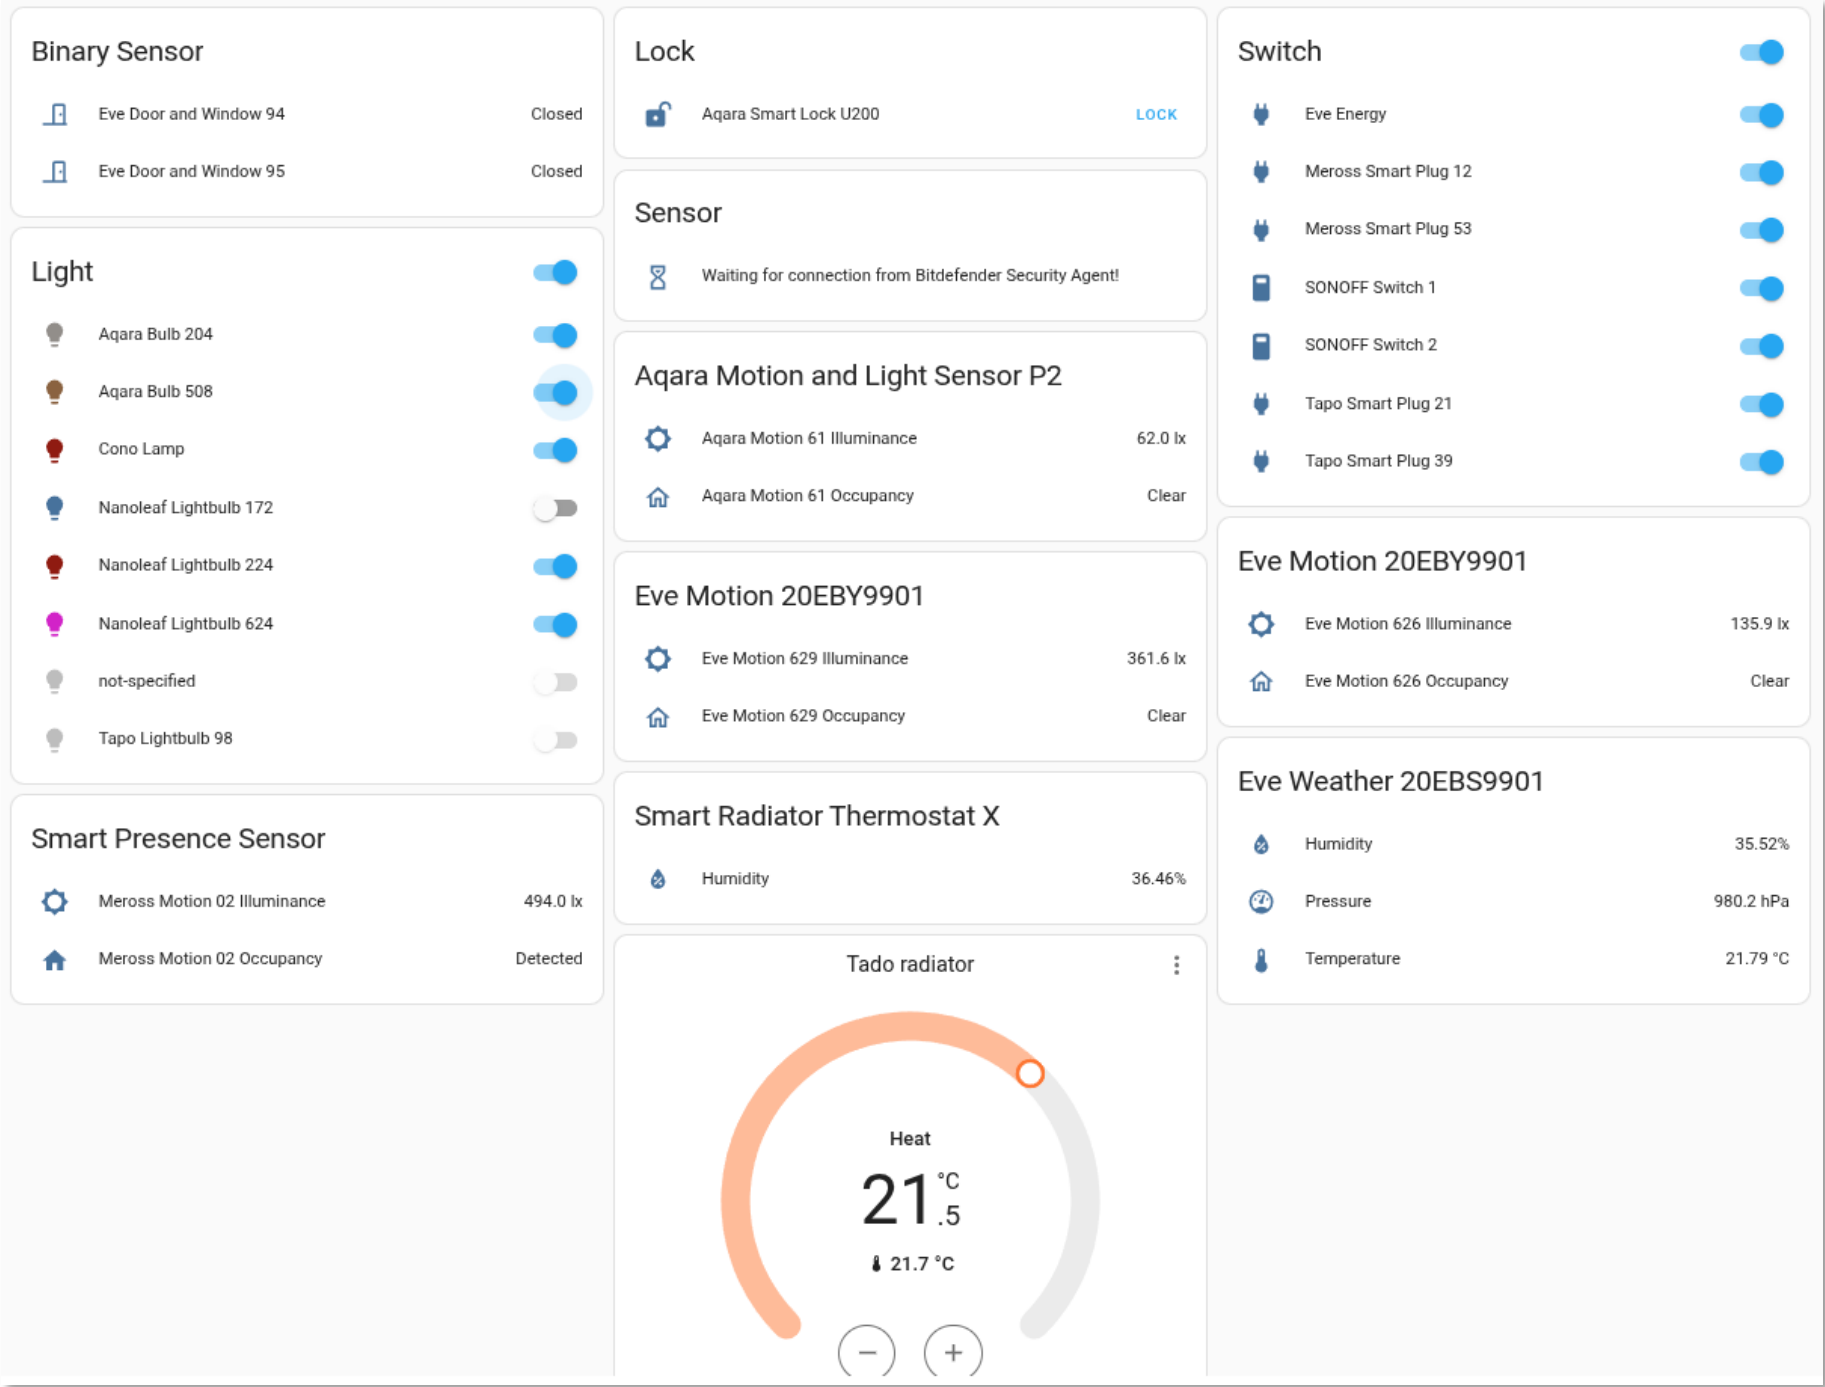 Binary Sensor
Eve Door and Window 94 Closed
Eve Door and Window 95 Closed
Light
Aqara Bulb 204
Aqara Bulb 508
Cono Lamp
Nanoleaf Lightbulb 172
Nanoleaf Lightbulb 224
Nanoleaf Lightbulb 624
not-specified
Tapo Lightbulb 98
Smart Presence Sensor
Meross Motion 02 Illuminance 494.0 lx
Meross Motion 02 Occupancy Detected
Lock
Aqara Smart Lock U200 LOCK
Sensor
Waiting for connection from Bitdefender Security Agent!
Aqara Motion and Light Sensor P2
Aqara Motion 61 Illuminance 62.0 lx
Aqara Motion 61 Occupancy Clear
Eve Motion 20EBY9901
Eve Motion 629 Illuminance 361.6 lx
Eve Motion 629 Occupancy Clear
Smart Radiator Thermostat X
Humidity 36.46%
Tado radiator
Heat
21.5 °C
21.7 °C
Switch
Eve Energy
Meross Smart Plug 12
Meross Smart Plug 53
SONOFF Switch 1
SONOFF Switch 2
Tapo Smart Plug 21
Tapo Smart Plug 39
Eve Motion 20EBY9901
Eve Motion 626 Illuminance 135.9 lx
Eve Motion 626 Occupancy Clear
Eve Weather 20EBS9901
Humidity 35.52%
Pressure 980.2 hPa
Temperature 21.79 °C